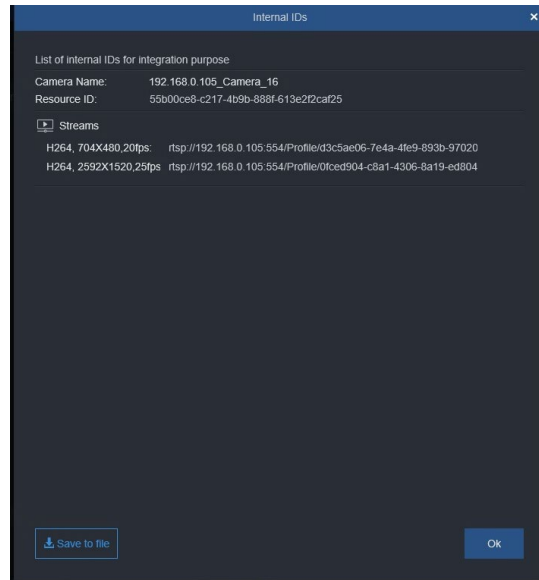 Internal IDs
List of internal IDs for integration purpose
Camera Name: 192.168.0.105_Camera_16
Resource ID: 55b00ce8-c217-4b9b-888f-613e2f2caf25
Streams
H264, 704X480,20fps: rtsp://192.168.0.105:554/Profile/d3c5ae06-7e4a-4fe9-893b-97020
H264, 2592X1520,25fps rtsp://192.168.0.105:554/Profile/0fced904-c8a1-4306-8a19-ed804
Save to file
Ok